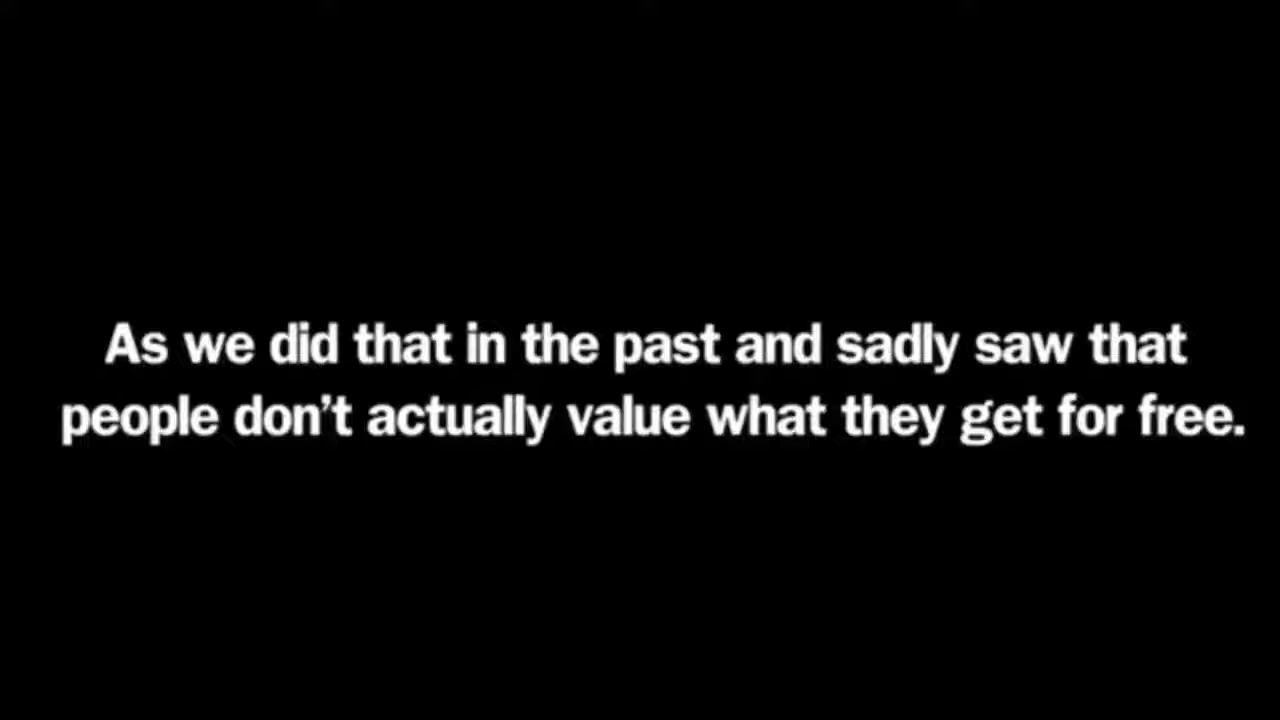 As we did that in the past and sadly saw that
people don’t actually value what they get for free.